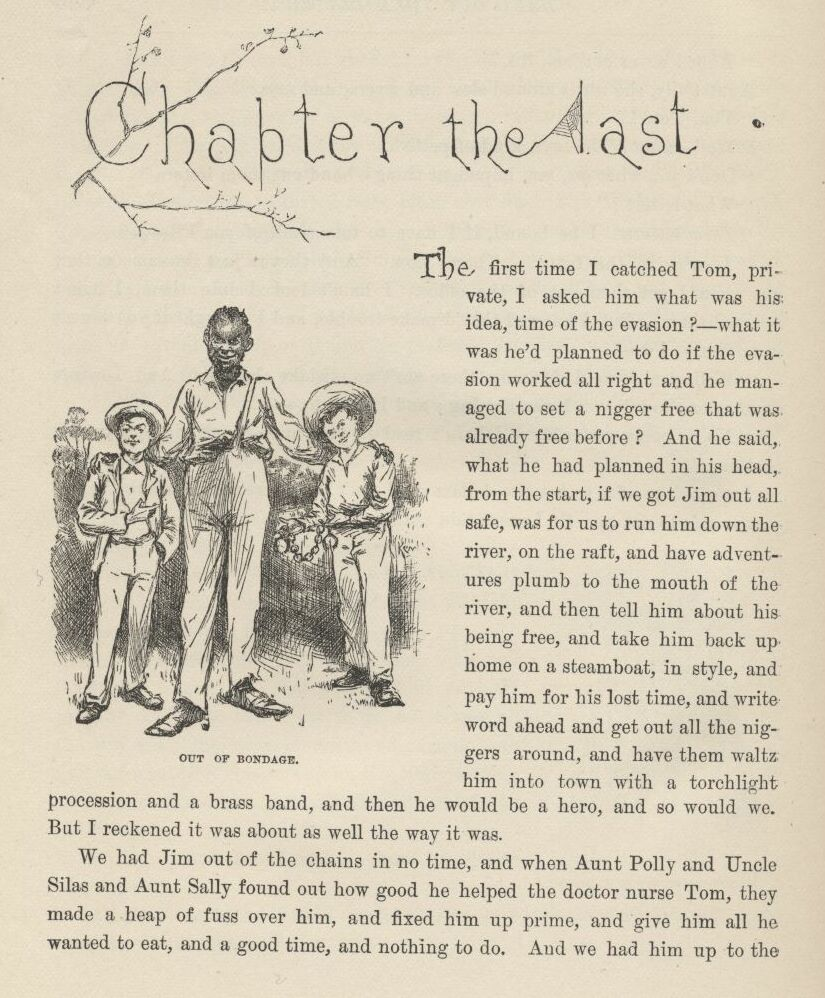 Chapter the last.
The first time I catched Tom, pri-
vate, I asked him what was his
idea, time of the evasion?—what it
was he'd planned to do if the eva-
sion worked all right and he man-
aged to set a nigger free that was
already free before? And he said,
what he had planned in his head,
from the start, if we got Jim out all
safe, was for us to run him down the
river, on the raft, and have advent-
ures plumb to the mouth of the
river, and then tell him about his
being free, and take him back up
home on a steamboat, in style, and
pay him for his lost time, and write
word ahead and get out all the nig-
gers around, and have them waltz
him into town with a torchlight
OUT OF BONDAGE.
procession and a brass band, and then he would be a hero, and so would we.
But I reckened it was about as well the way it was.
We had Jim out of the chains in no time, and when Aunt Polly and Uncle
Silas and Aunt Sally found out how good he helped the doctor nurse Tom, they
made a heap of fuss over him, and fixed him up prime, and give him all he
wanted to eat, and a good time, and nothing to do. And we had him up to the